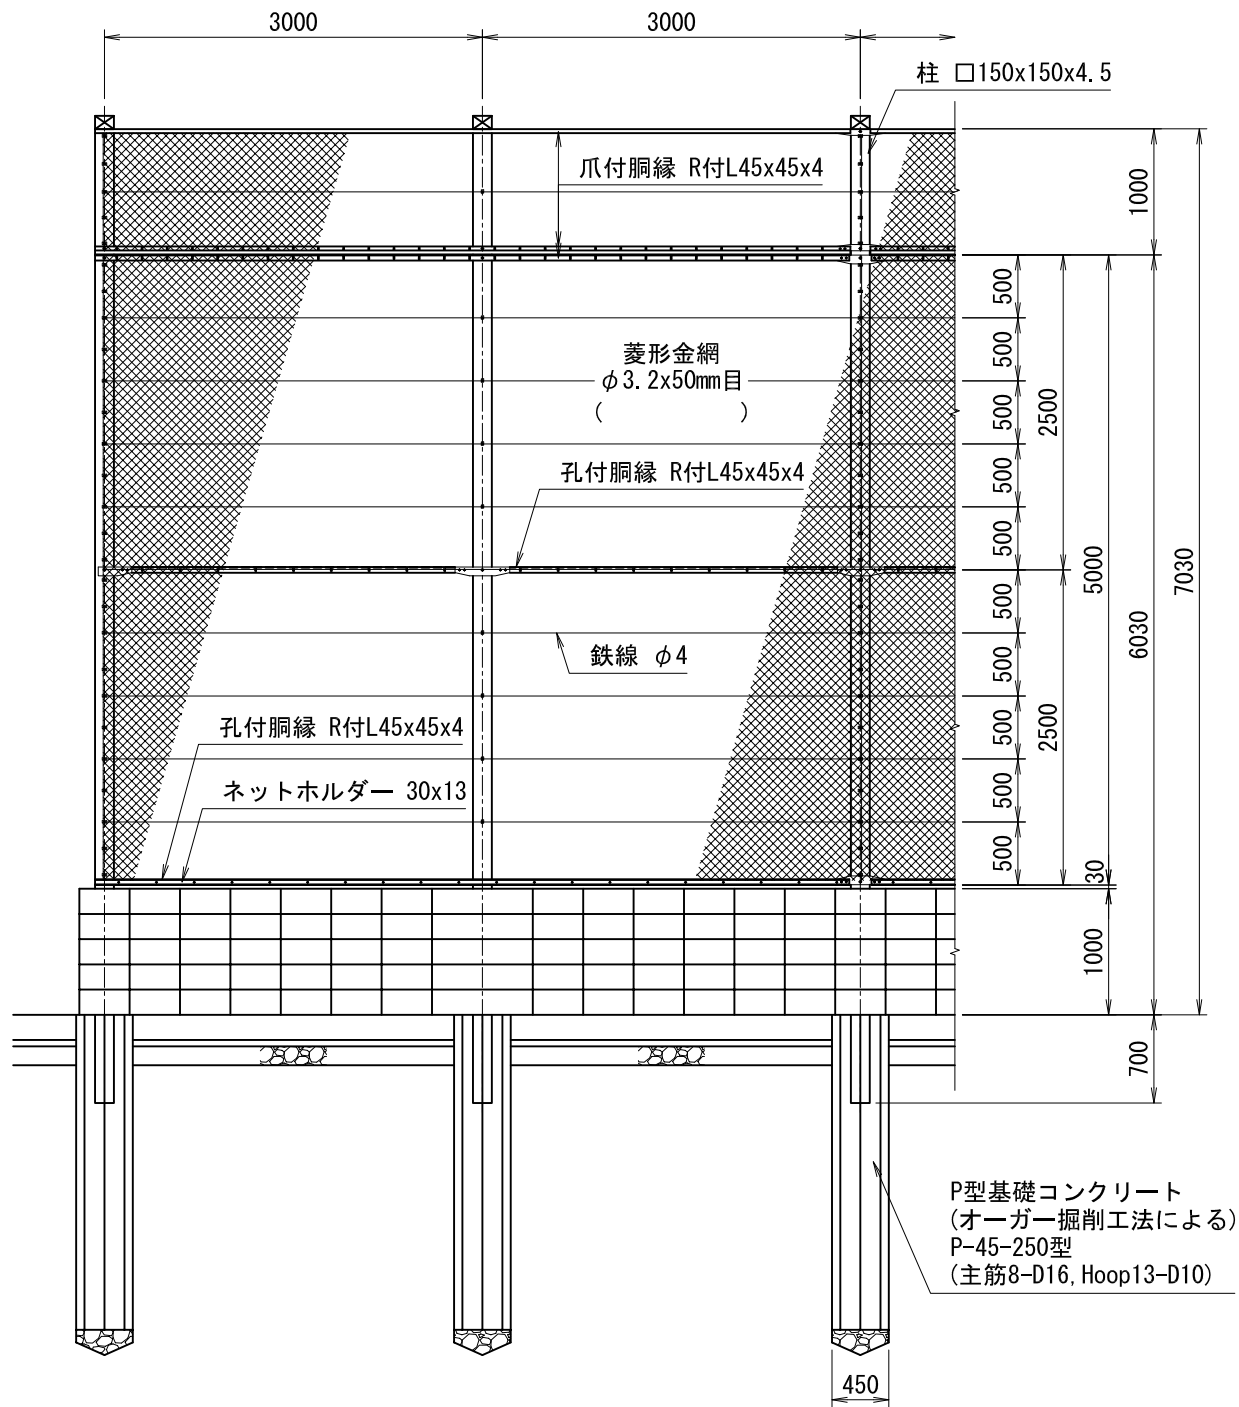 3000
3000
柱 □150x150x4.5
爪付胴縁 R付L45x45x4
1000
500
500
500
500
500
500
500
500
500
500
2500
2500
5000
30
1000
6030
7030
700
菱形金網
φ3.2x50mm目
( )
孔付胴縁 R付L45x45x4
鉄線 φ4
孔付胴縁 R付L45x45x4
ネットホルダー 30x13
P型基礎コンクリート
(オーガー掘削工法による)
P-45-250型
(主筋8-D16,Hoop13-D10)
450